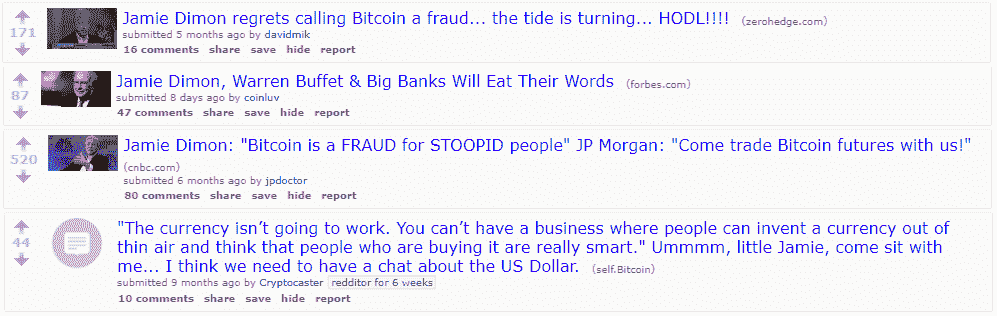 Jamie Dimon regrets calling Bitcoin a fraud... the tide is turning... HODL!!!! (zerohedge.com)
171
submitted 5 months ago by davidmik
16 comments share save hide report
Jamie Dimon, Warren Buffet & Big Banks Will Eat Their Words (forbes.com)
87
submitted 8 days ago by coinluv
47 comments share save hide report
Jamie Dimon: "Bitcoin is a FRAUD for STOOPID people" JP Morgan: "Come trade Bitcoin futures with us!"
520
(cnbc.com)
submitted 6 months ago by jpdoctor
80 comments share save hide report
"The currency isn’t going to work. You can’t have a business where people can invent a currency out of
44
thin air and think that people who are buying it are really smart." Ummmm, little Jamie, come sit with
me... I think we need to have a chat about the US Dollar. (self.Bitcoin)
submitted 9 months ago by Cryptocaster redditor for 6 weeks
10 comments share save hide report